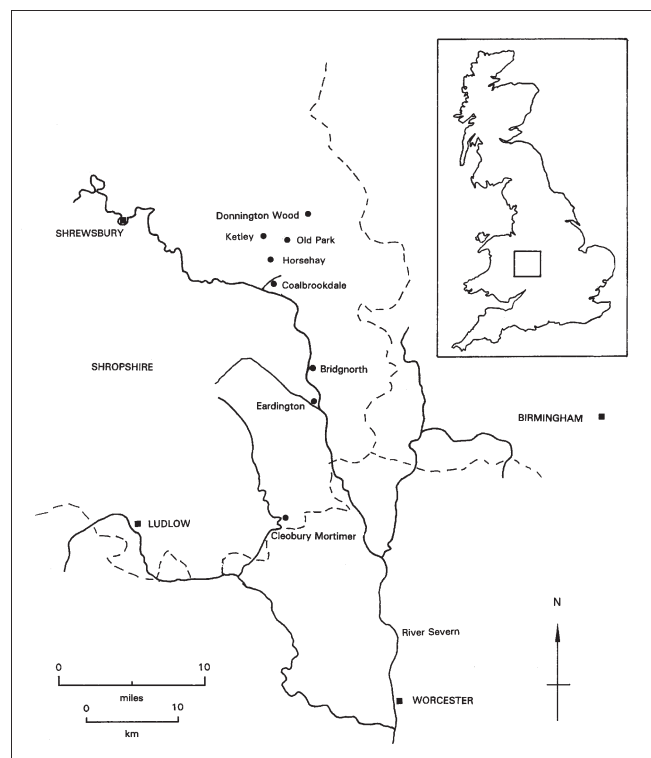 Donnington Wood
Ketley
Old Park
SHREWSBURY
Horsehay
Coalbrookdale
SHROPSHIRE
Bridgnorth
Eardington
BIRMINGHAM
LUDLOW
Cleobury Mortimer
N
River Severn
0 10
miles
WORCESTER
0 10
km